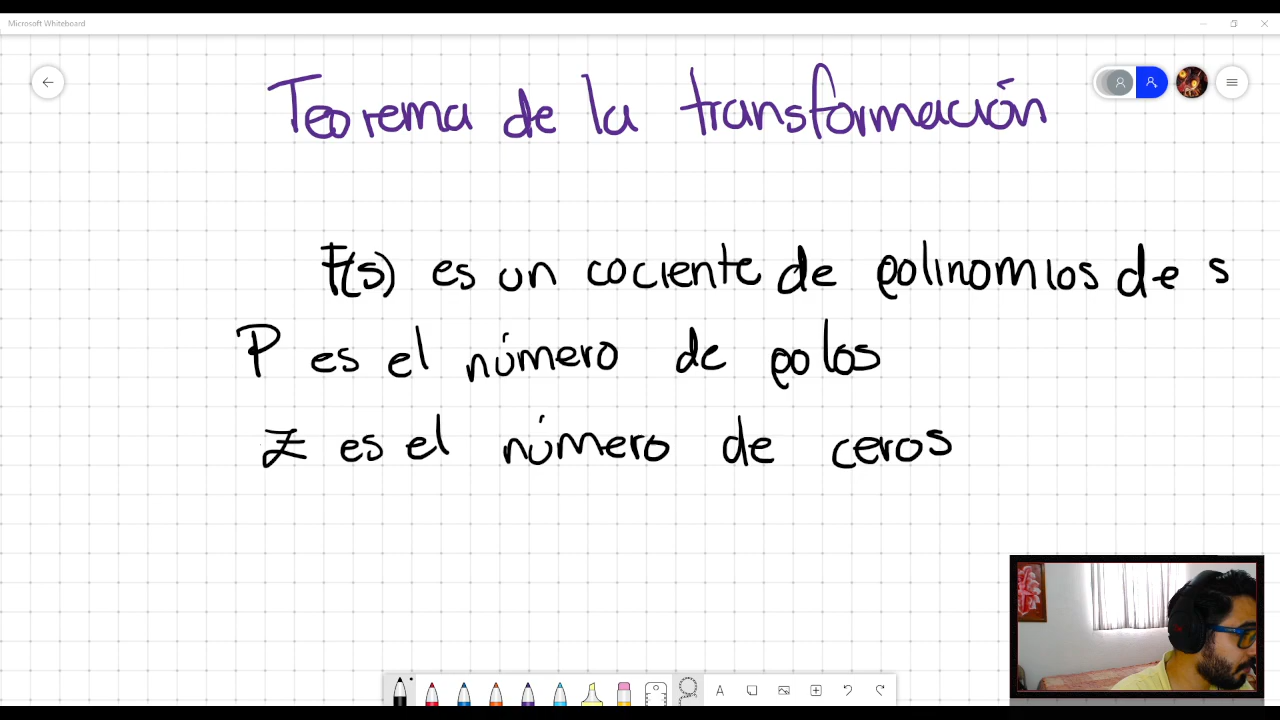 Microsoft Whiteboard
Teorema de la transformación
F(s) es un cociente de polinomios de s
P es el número de polos
Z es el número de ceros
A